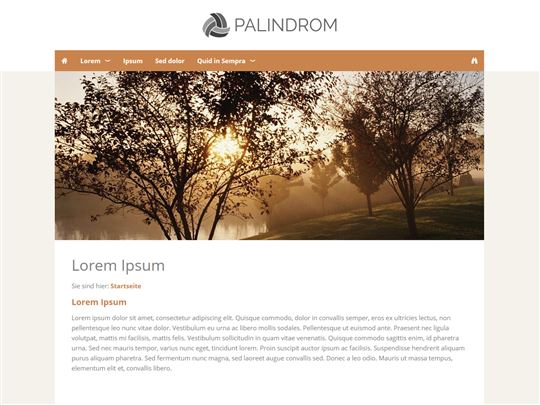 PALINDROM
Lorem Ipsum Sed dolor Quid in Sempra
Lorem Ipsum
Sie sind hier: Startseite
Lorem Ipsum
Lorem ipsum dolor sit amet, consectetur adipiscing elit. Quisque commodo, dolor in convallis semper, eros ex ultricies lectus, non
pellentesque leo nunc vitae dolor. Vestibulum eu urna ac libero mollis sodales. Pellentesque ut euismod ante. Praesent nec ligula
volutpat, mattis mi facilisis, mattis felis. Vestibulum sollicitudin in quam vitae venenatis. Quisque commodo sagittis enim, id pharetra
urna. Sed nec mauris tempor, varius nunc eget, tincidunt lorem. Proin suscipit auctor ipsum ac facilisis. Suspendisse hendrerit aliquam
purus aliquam pharetra. Sed fermentum nunc magna, sed laoreet augue convallis sed. Donec a leo odio. Mauris ut massa tempus,
elementum elit et, convallis libero.